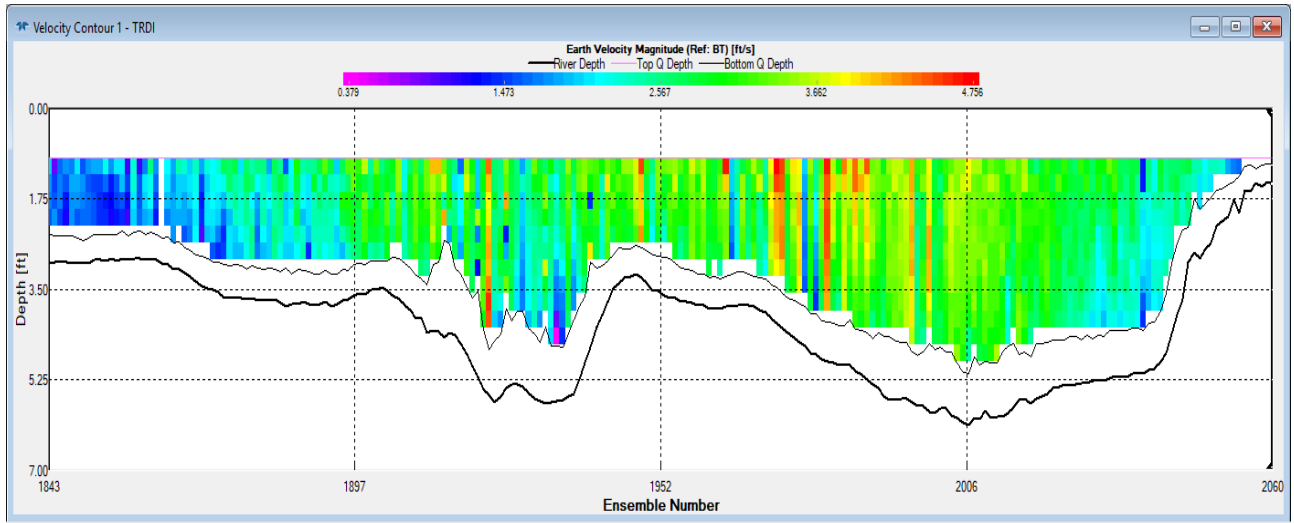 Velocity Contour 1 - TRDI
Earth Velocity Magnitude (Ref: BT) [ft/s]
River Depth Top Q Depth Bottom Q Depth
0.379 1.473 2.567 3.662 4.756
0.00
1.75
3.50
5.25
7.00
Depth [ft]
1843 1897 1952 2006 2060
Ensemble Number